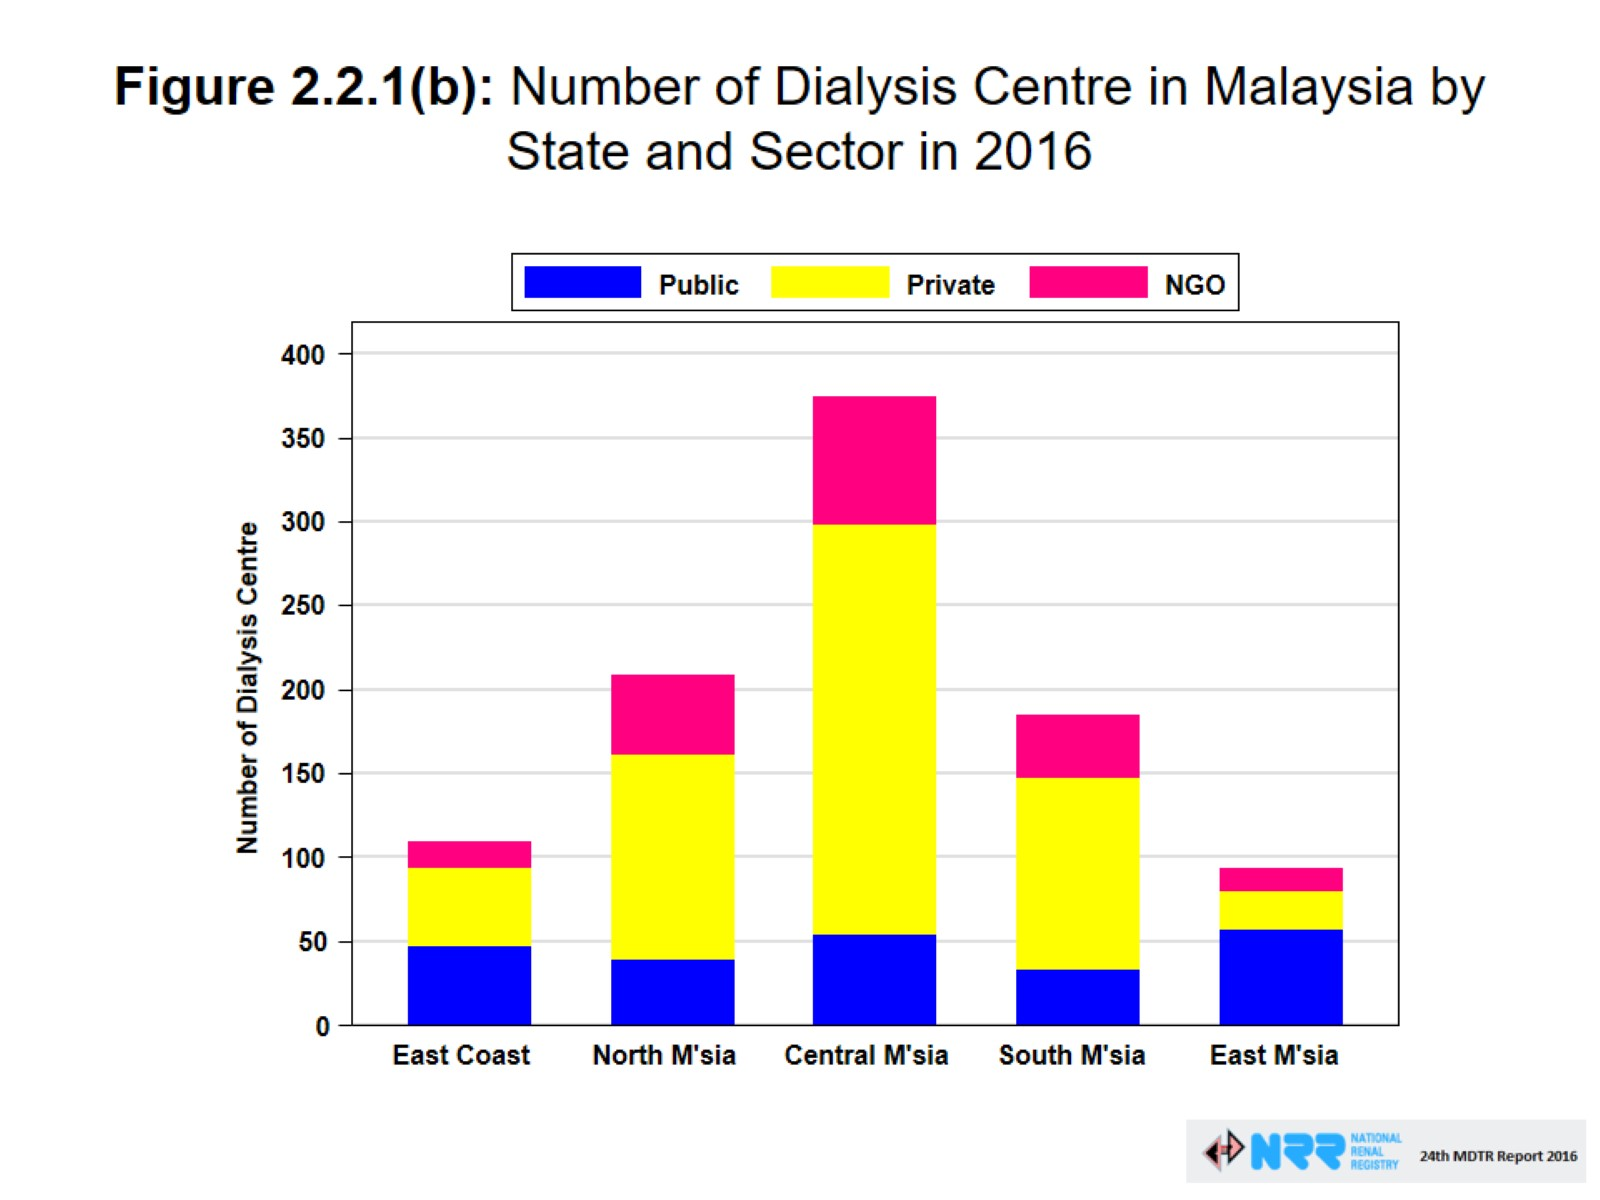 Figure 2.2.1(b): Number of Dialysis Centre in Malaysia by
State and Sector in 2016
Public Private NGO
Number of Dialysis Centre
400
350
300
250
200
150
100
50
0
East Coast North M'sia Central M'sia South M'sia East M'sia
NRR
NATIONAL
RENAL
REGISTRY
24th MDTR Report 2016